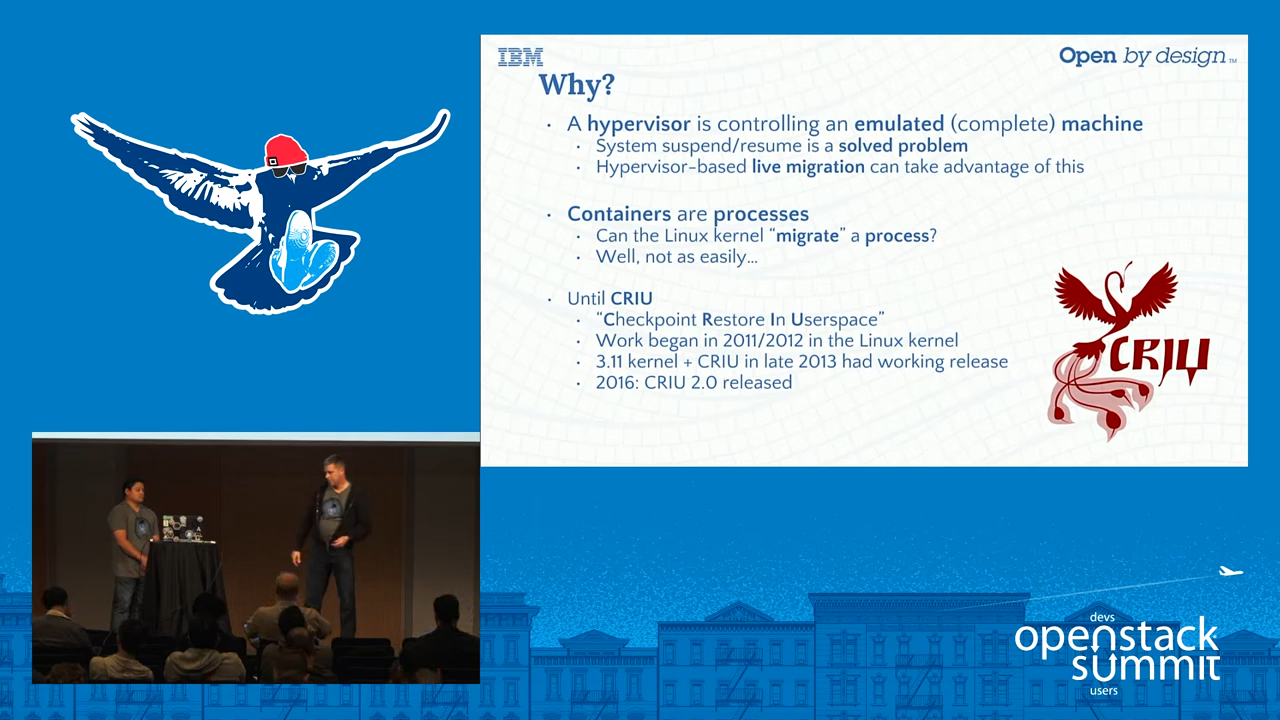 IBM
Open by design™
Why?
· A hypervisor is controlling an emulated (complete) machine
· System suspend/resume is a solved problem
· Hypervisor-based live migration can take advantage of this
· Containers are processes
· Can the Linux kernel “migrate” a process?
· Well, not as easily...
· Until CRIU
· “Checkpoint Restore In Userspace”
· Work began in 2011/2012 in the Linux kernel
· 3.11 kernel + CRIU in late 2013 had working release
· 2016: CRIU 2.0 released
CRIU
devs
openstack
summit
users